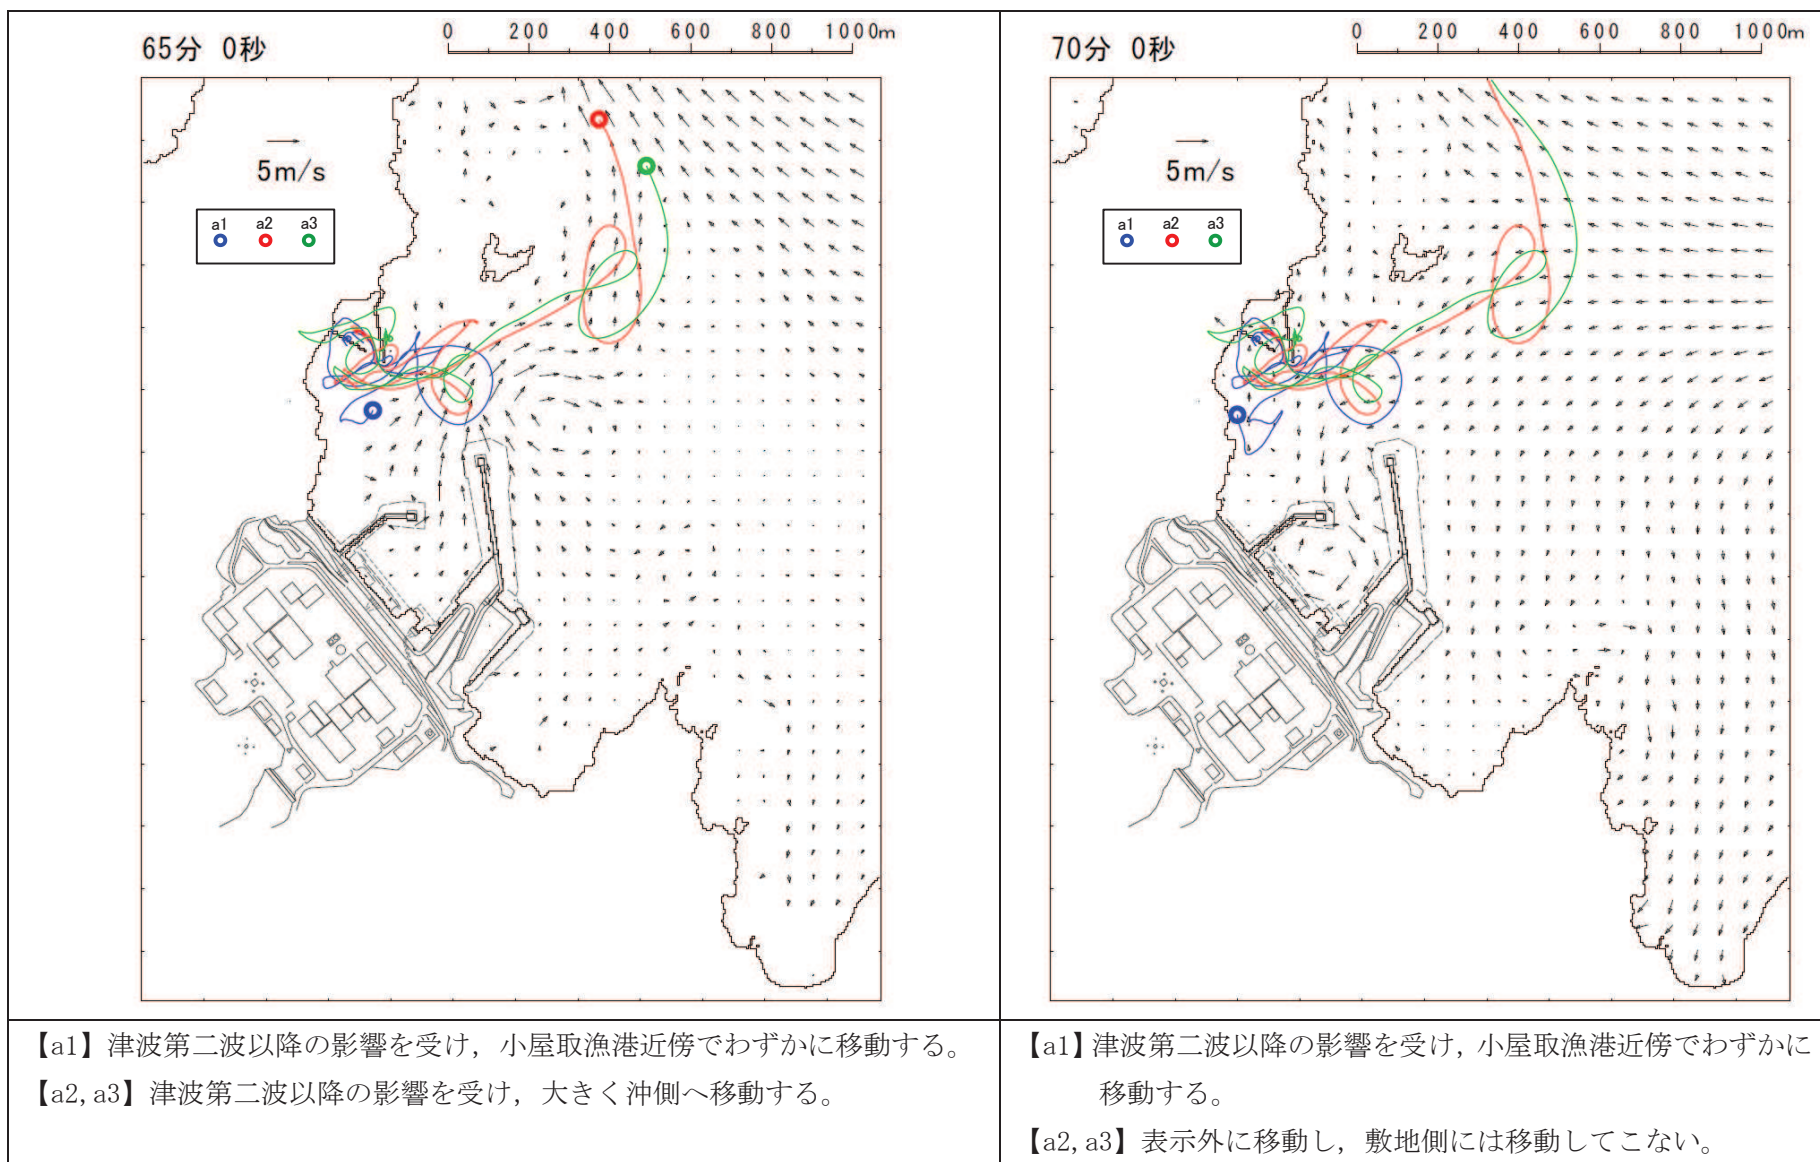 65分 0秒
0 200 400 600 800 1000m
5m/s
a1 a2 a3
【a1】津波第二波以降の影響を受け，小屋取漁港近傍でわずかに移動する。
【a2,a3】津波第二波以降の影響を受け，大きく沖側へ移動する。
70分 0秒
0 200 400 600 800 1000m
5m/s
a1 a2 a3
【a1】津波第二波以降の影響を受け，小屋取漁港近傍でわずかに
移動する。
【a2,a3】表示外に移動し，敷地側には移動してこない。